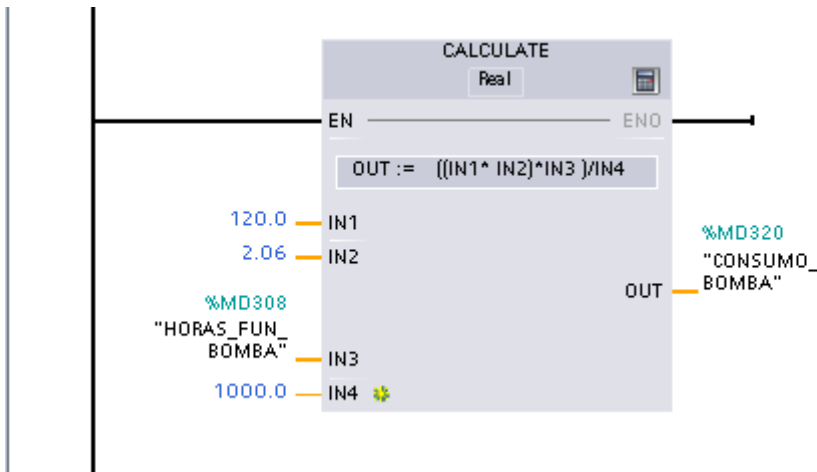 CALCULATE
Real
EN
ENO
OUT := ((IN1* IN2)*IN3 )/IN4
120.0
IN1
2.06
IN2
%MD320
"CONSUMO_
BOMBA"
OUT
%MD308
"HORAS_FUN_
BOMBA"
IN3
1000.0
IN4